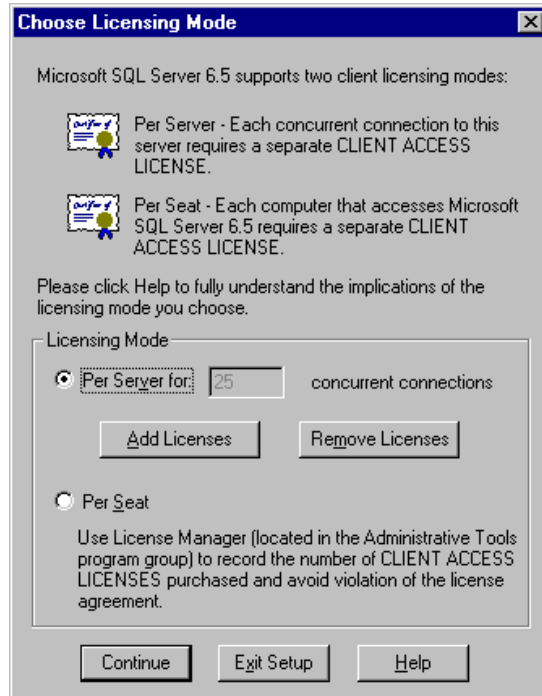 Choose Licensing Mode
Microsoft SQL Server 6.5 supports two client licensing modes:
Per Server - Each concurrent connection to this
server requires a separate CLIENT ACCESS
LICENSE.
Per Seat - Each computer that accesses Microsoft
SQL Server 6.5 requires a separate CLIENT
ACCESS LICENSE.
Please click Help to fully understand the implications of the
licensing mode you choose.
Licensing Mode
Per Server for: 25 concurrent connections
Add Licenses Remove Licenses
Per Seat
Use License Manager (located in the Administrative Tools
program group) to record the number of CLIENT ACCESS
LICENSES purchased and avoid violation of the license
agreement.
Continue Exit Setup Help